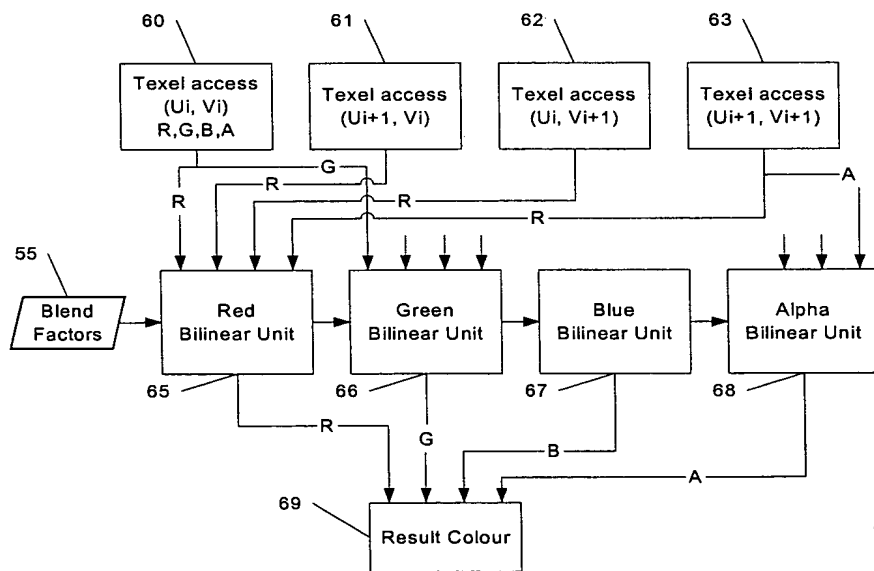 60
61
62
63
Texel access
(Ui, Vi)
R,G,B,A
Texel access
(Ui+1, Vi)
Texel access
(Ui, Vi+1)
Texel access
(Ui+1, Vi+1)
G
A
R
R
R
R
55
Blend
Factors
Red
Bilinear Unit
Green
Bilinear Unit
Blue
Bilinear Unit
Alpha
Bilinear Unit
65
66
67
68
R
G
B
A
69
Result Colour